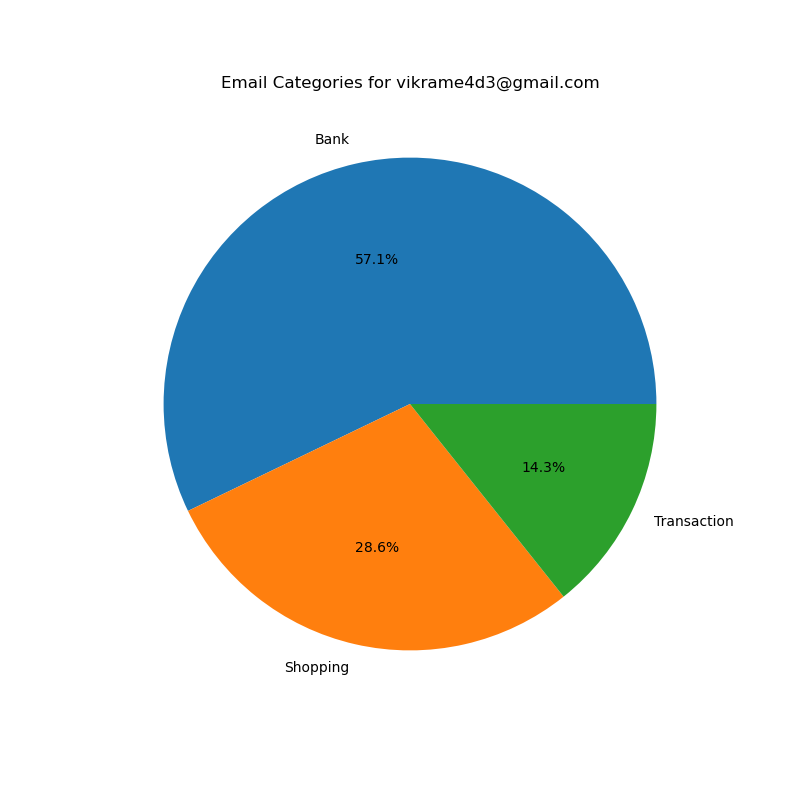 Email Categories for vikrame4d3@gmail.com
Bank
57.1%
14.3%
Transaction
28.6%
Shopping